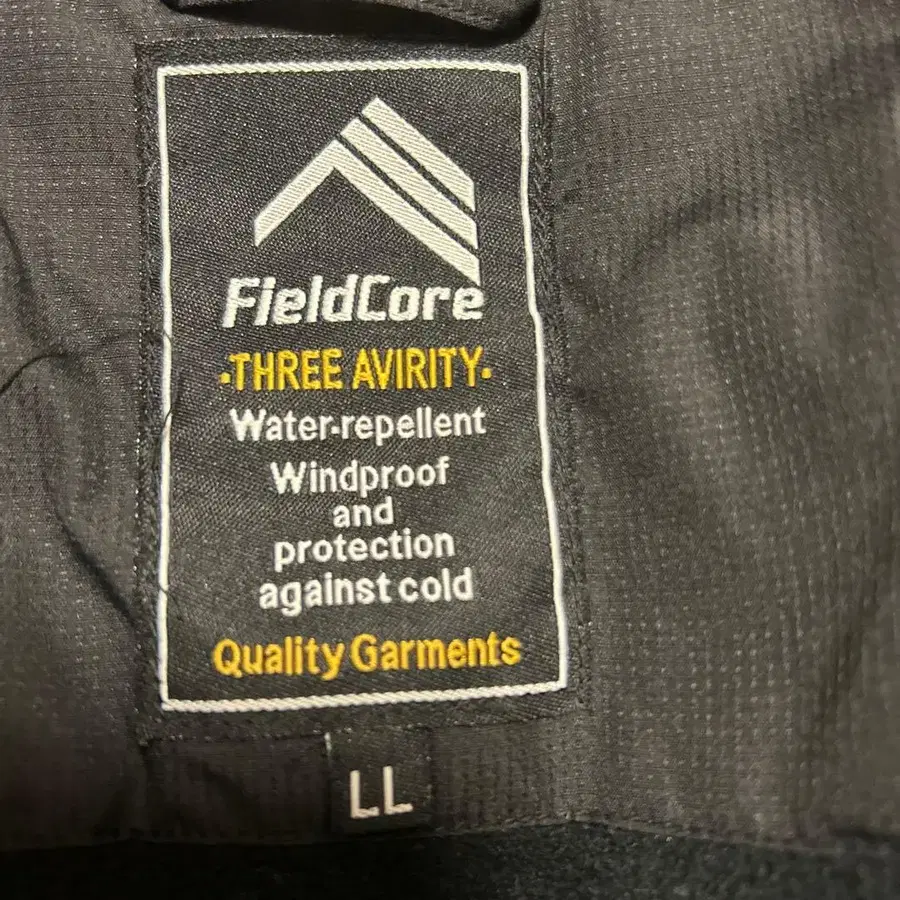 FieldCore
·THREE AVIRITY·
Water-repellent
Windproof
and
protection
against cold
Quality Garments
LL